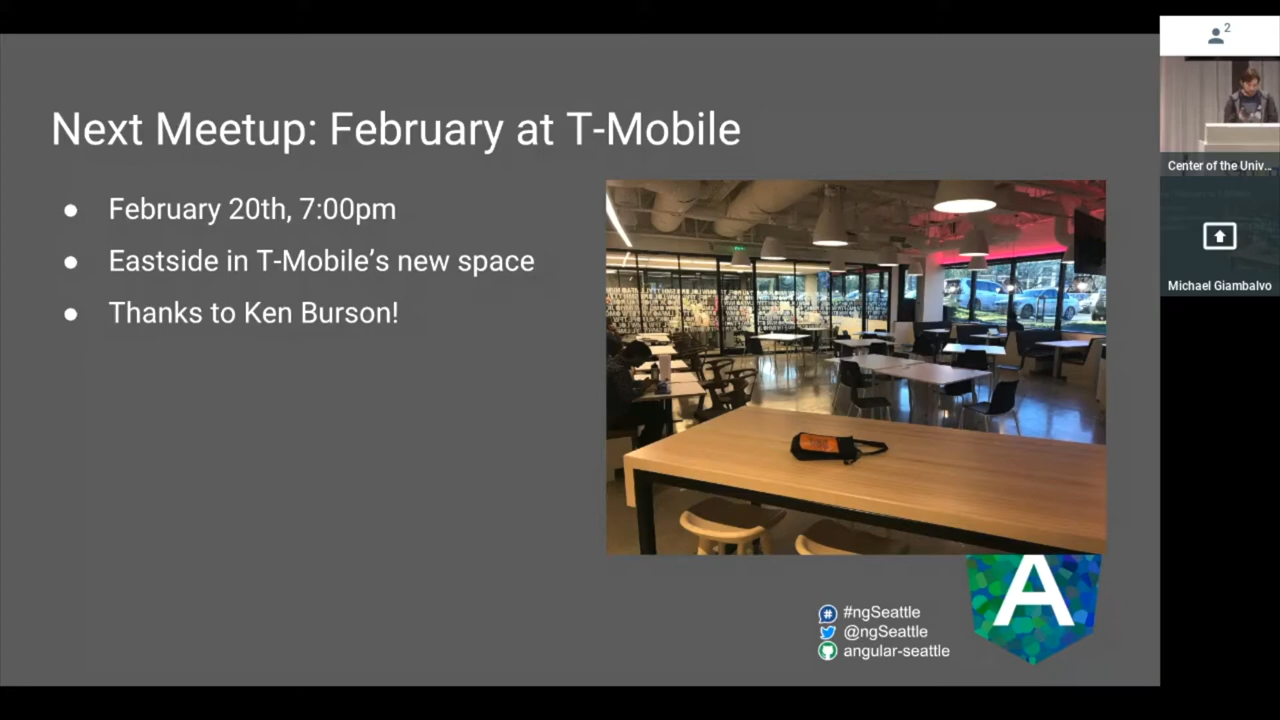 Next Meetup: February at T-Mobile
● February 20th, 7:00pm
● Eastside in T-Mobile’s new space
● Thanks to Ken Burson!
#ngSeattle
@ngSeattle
angular-seattle
A
2
Center of the Univ...
Michael Giambalvo